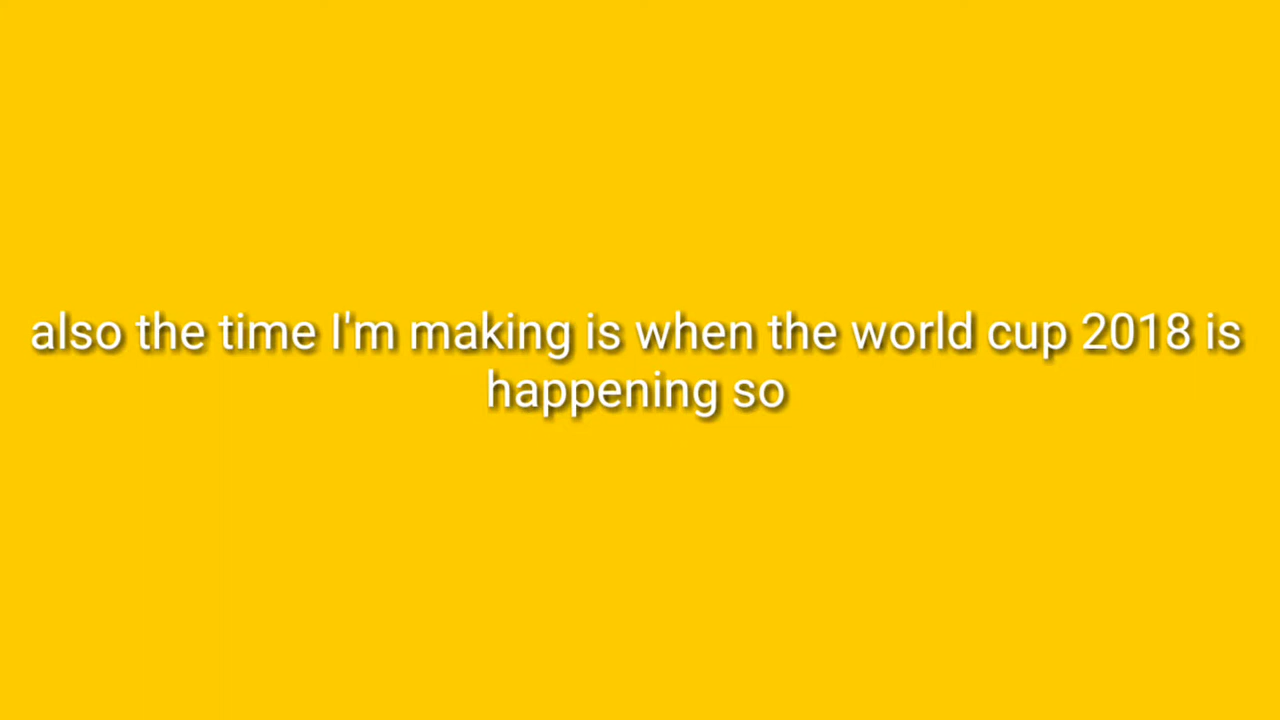 also the time I'm making is when the world cup 2018 is
happening so